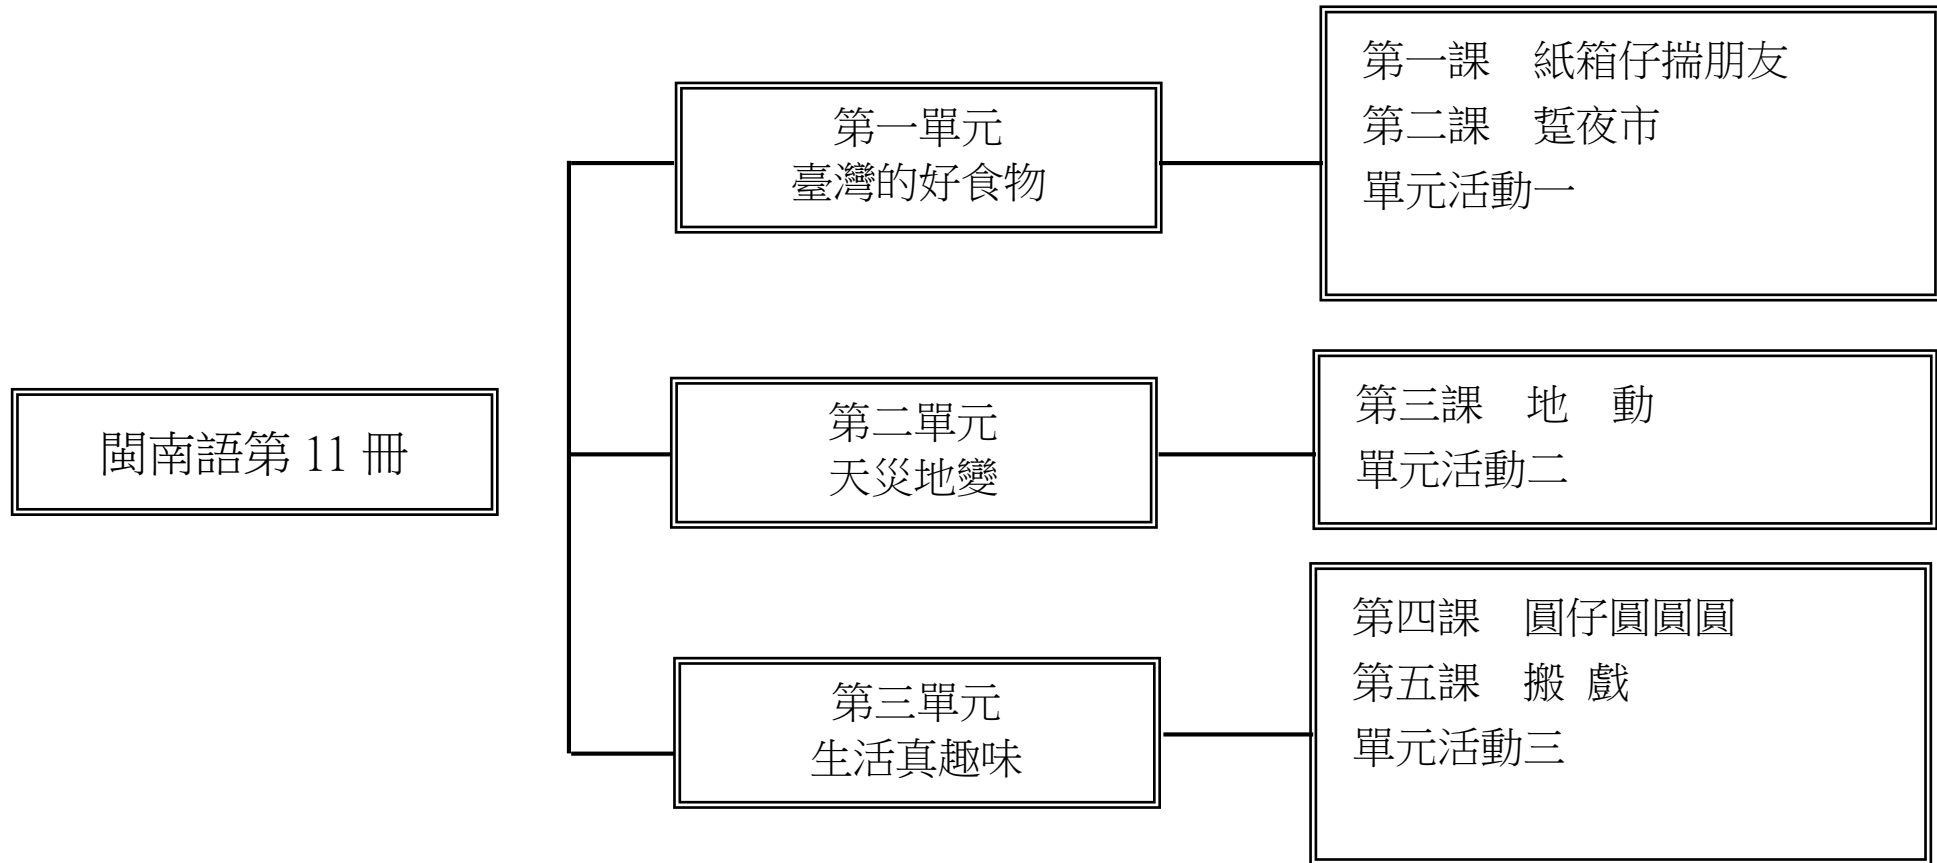 閩南語第 11 冊
第一單元
臺灣的好食物
第一課　紙箱仔揣朋友
第二課　踅夜市
單元活動一
第二單元
天災地變
第三課　地　動
單元活動二
第三單元
生活真趣味
第四課　圓仔圓圓圓
第五課　搬 戲
單元活動三